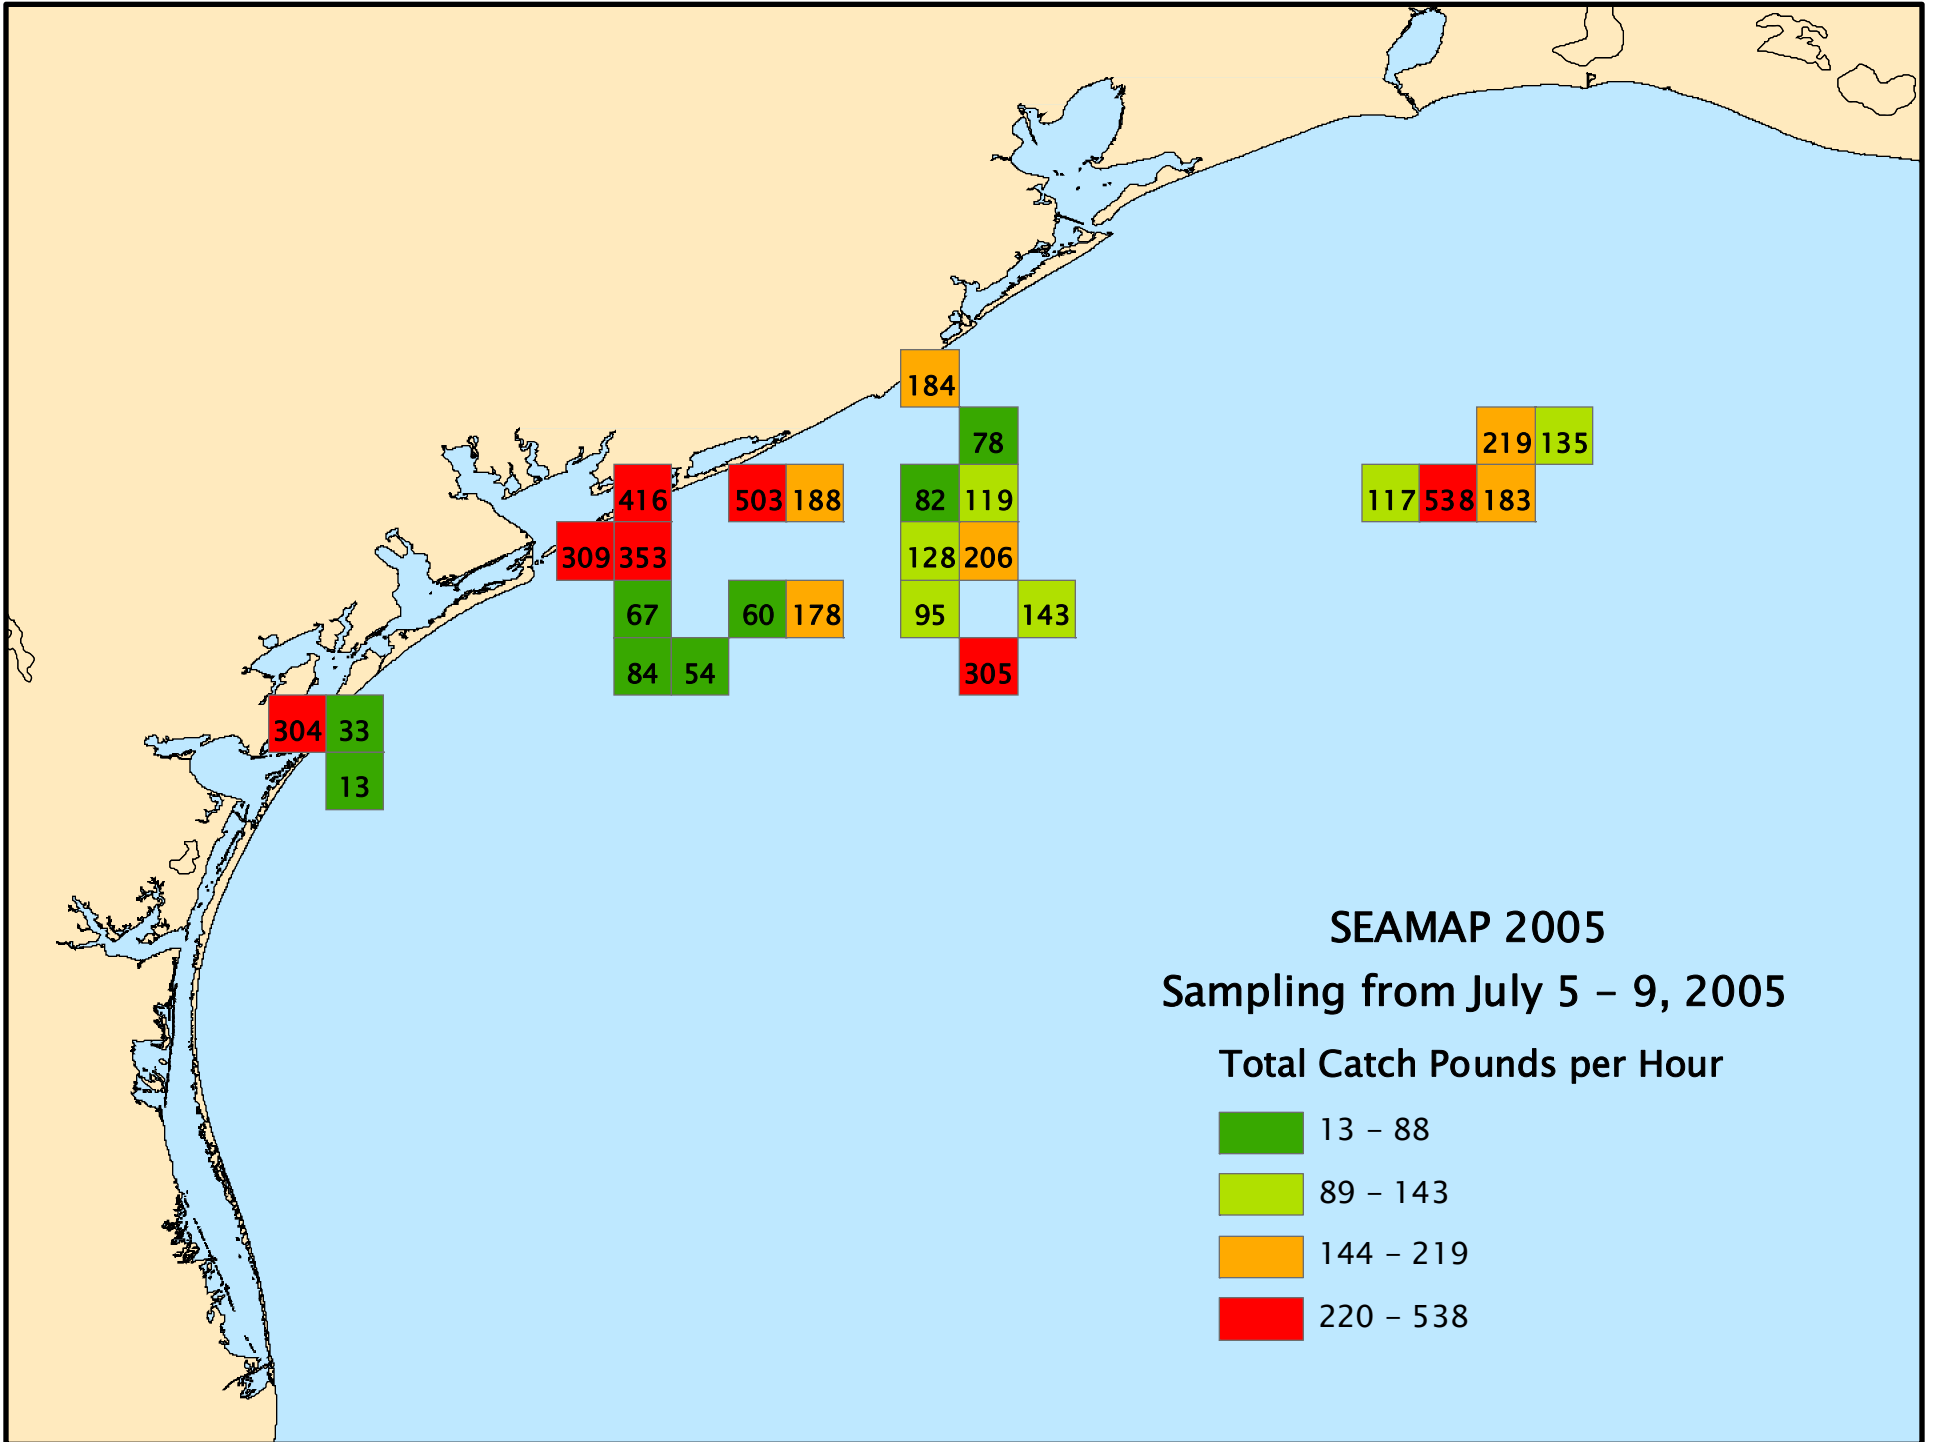 184
78
219 135
416 503 188 82 119 117 538 183
309 353 128 206
67 60 178 95 143
84 54 305
304 33
13
SEAMAP 2005
Sampling from July 5 – 9, 2005
Total Catch Pounds per Hour
13 – 88
89 – 143
144 – 219
220 – 538